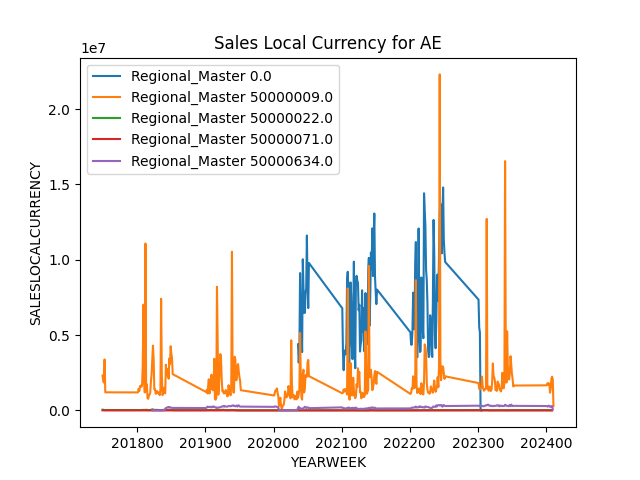 Sales Local Currency for AE
1e7
Regional_Master 0.0
Regional_Master 50000009.0
Regional_Master 50000022.0
Regional_Master 50000071.0
Regional_Master 50000634.0
SALESLOCALCURRENCY
2.0
1.5
1.0
0.5
0.0
201800 201900 202000 202100 202200 202300 202400
YEARWEEK